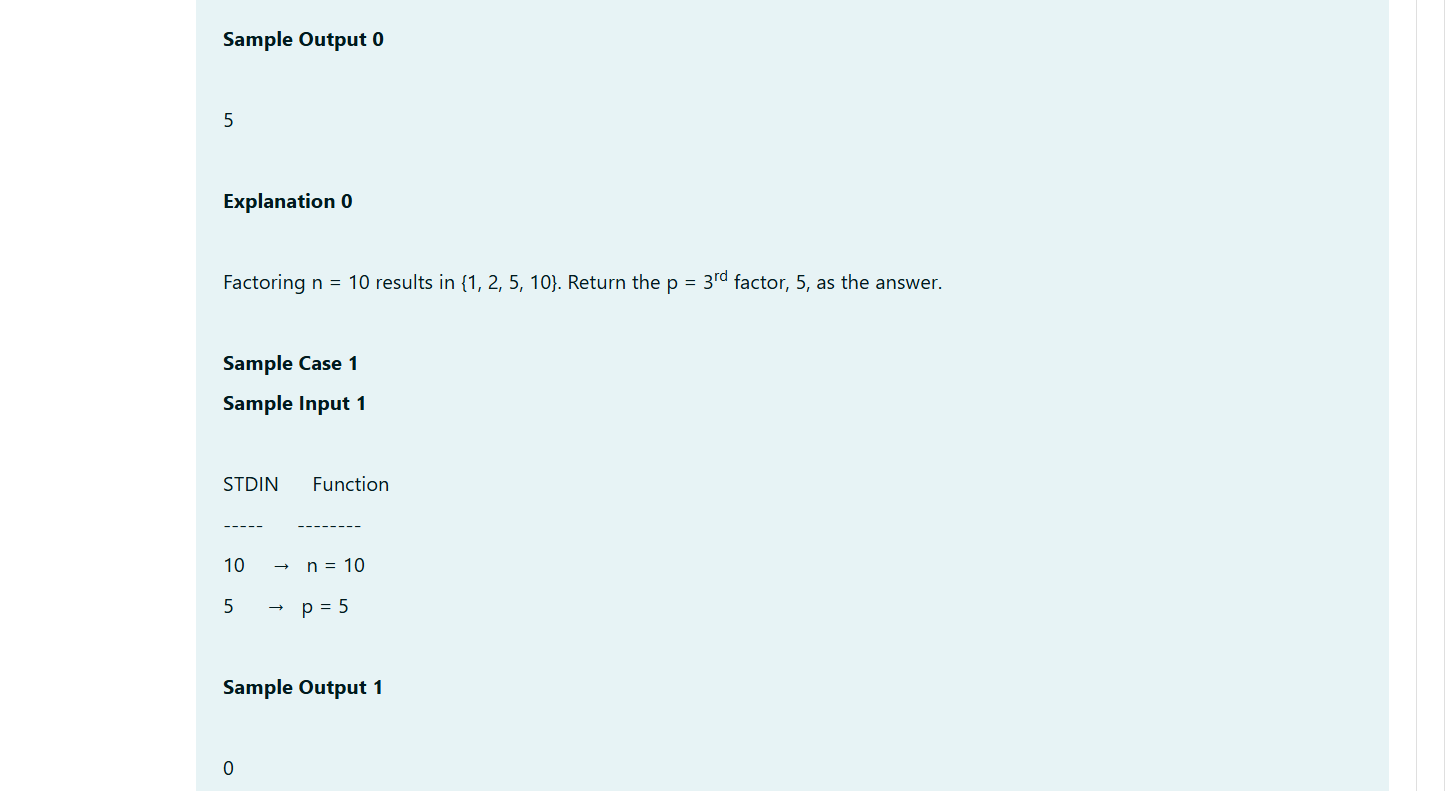 Sample Output 0
5
Explanation 0
Factoring n = 10 results in {1, 2, 5, 10}. Return the p = 3rd factor, 5, as the answer.
Sample Case 1
Sample Input 1
STDIN Function
----- --------
10 → n = 10
5 → p = 5
Sample Output 1
0